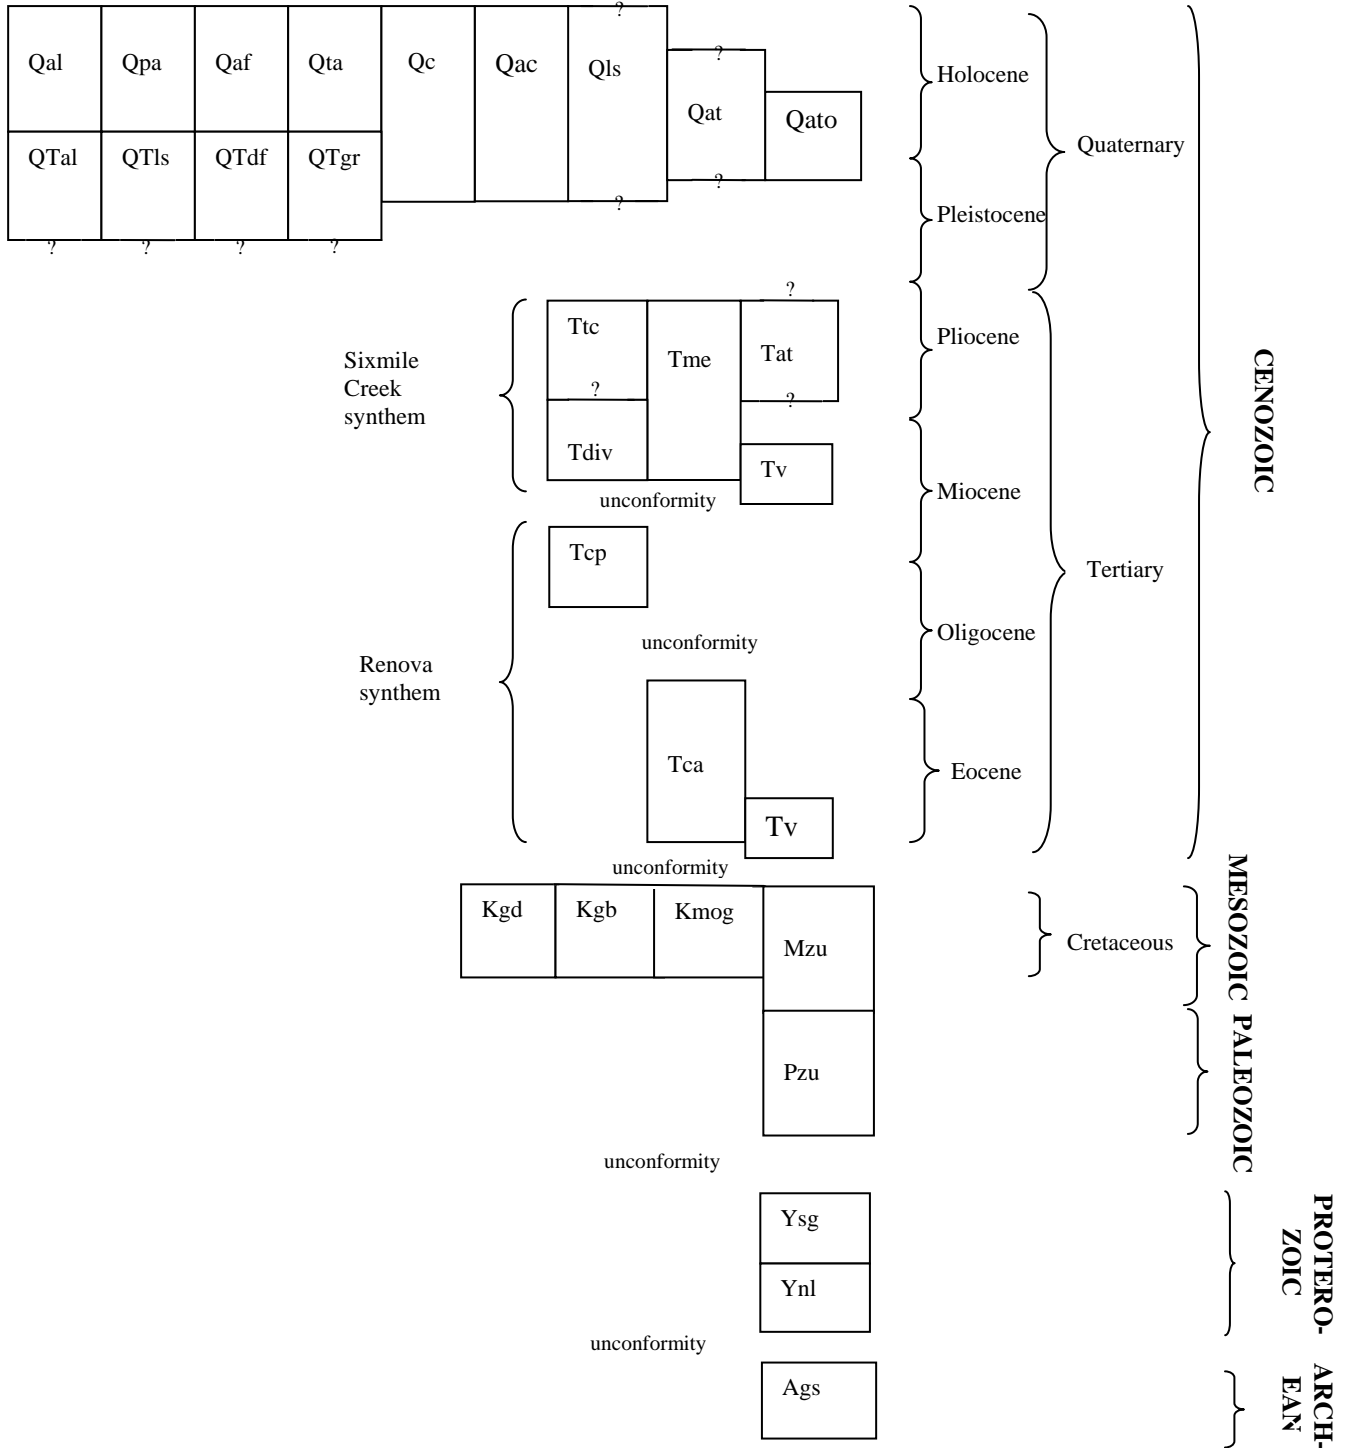 ?
Qal Qpa Qaf Qta Qc Qac Qls Holocene
?
Qat Qato
Quaternary
QTal QTls QTdf QTgr
?
?
Pleistocene
? ? ? ?
?
Ttc Pliocene
Sixmile
Creek
synthem
Tme Tat
? ?
CENOZOIC
Tdiv Tv
Miocene
unconformity
Tcp
Tertiary
Oligocene
unconformity
Renova
synthem
Tca Eocene
Tv
unconformity
Kgd Kgb Kmog
Cretaceous
Mzu
MESOZOIC
Pzu
PALEOZOIC
unconformity
Ysg
PROTERO-
ZOIC
Ynl
unconformity
Ags
ARCH-
EAN